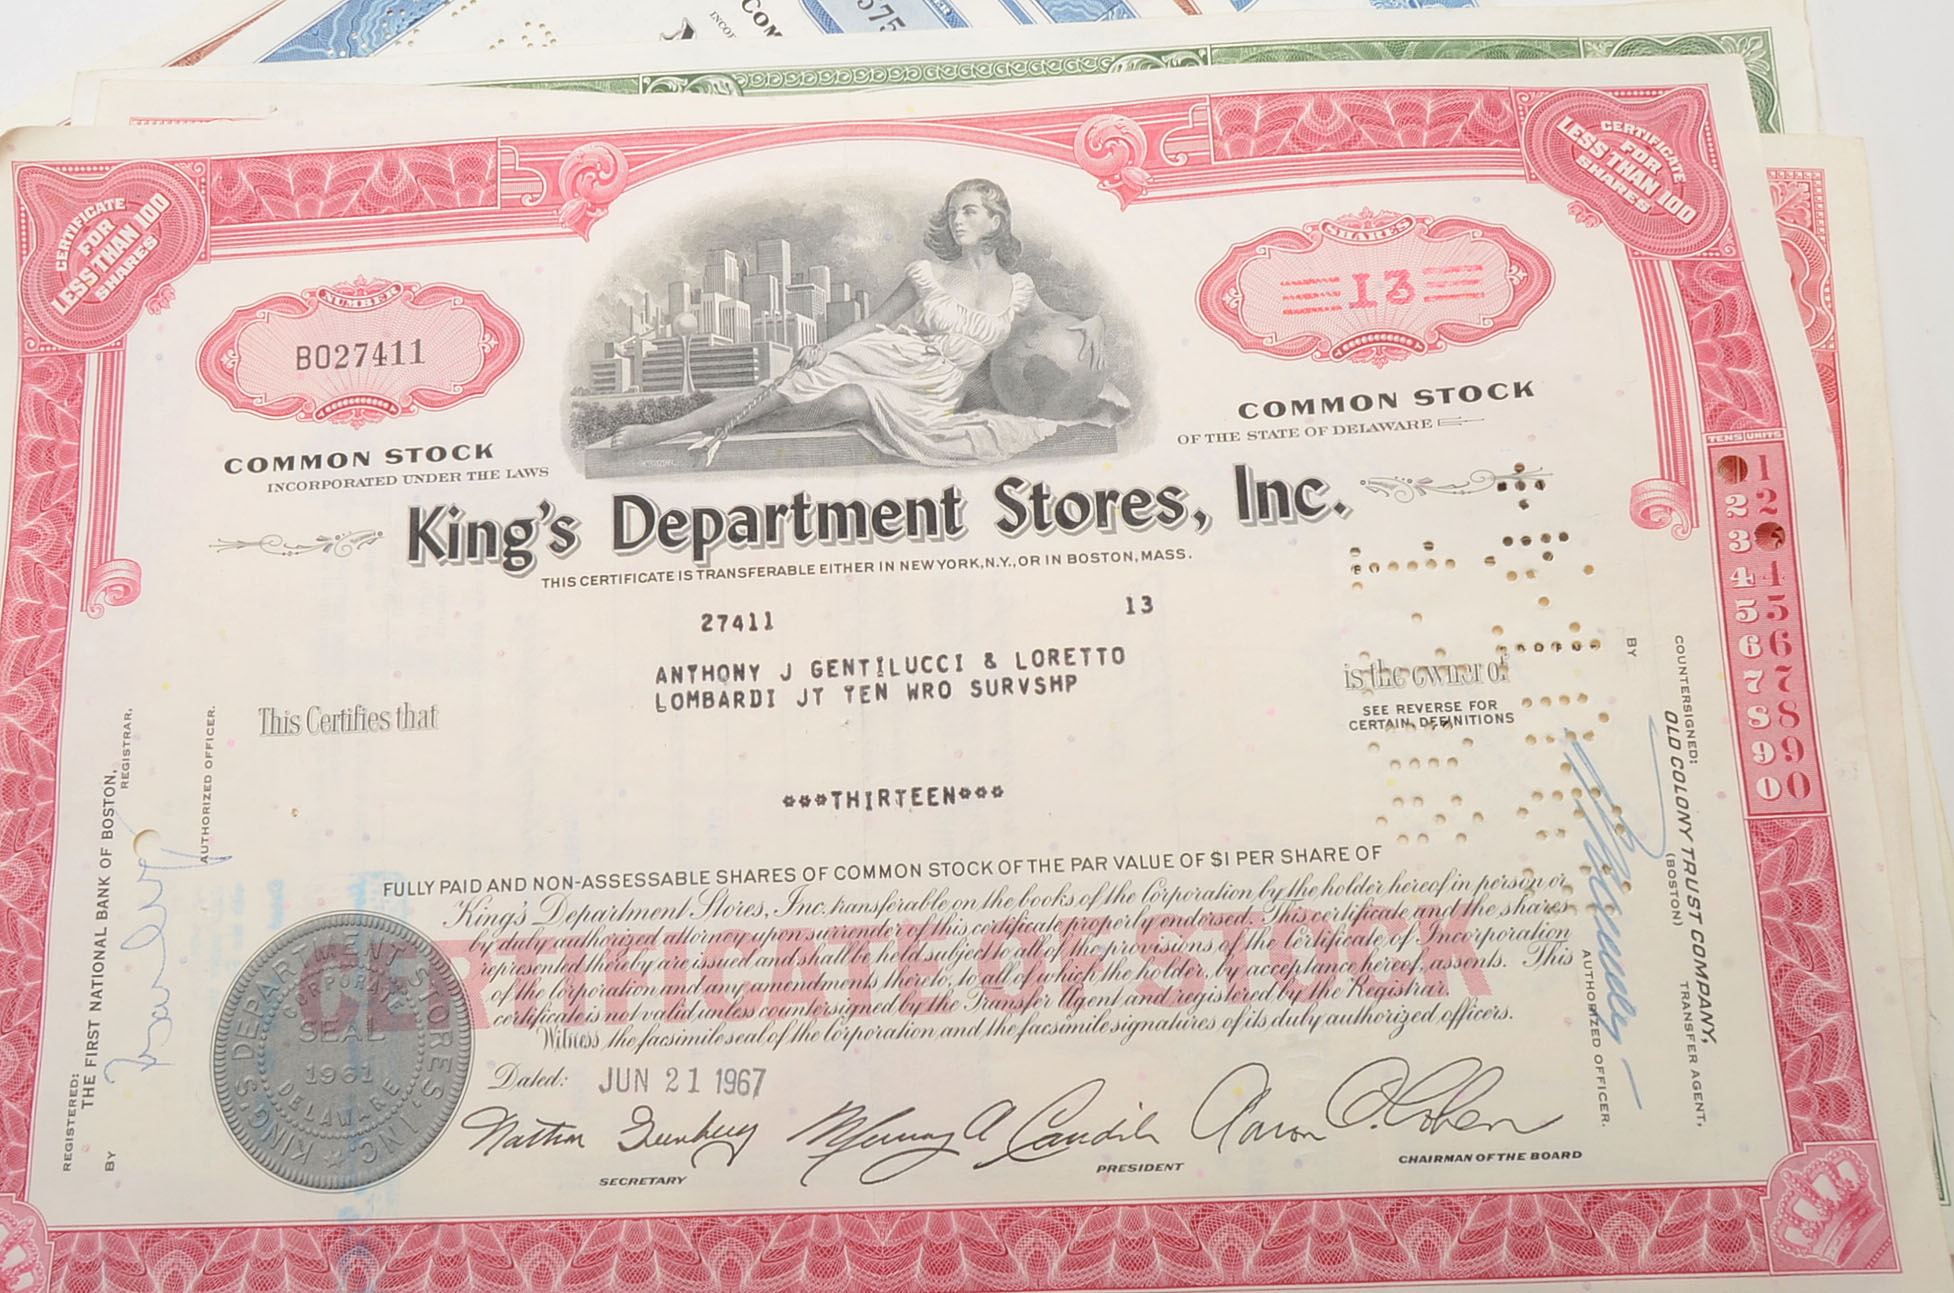 INCOR
CON
575
CERTIFICATE
FOR
LESS THAN 100
SHARES
CERTIFICATE
FOR
LESS THAN 100
SHARES
NUMBER
B027411
SHARES
13
COMMON STOCK
INCORPORATED UNDER THE LAWS
COMMON STOCK
OF THE STATE OF DELAWARE
King's Department Stores, Inc.
THIS CERTIFICATE IS TRANSFERABLE EITHER IN NEW YORK, N.Y., OR IN BOSTON, MASS.
27411 13
ANTHONY J GENTILUCCI & LORETTO
LOMBARDI JT TEN WRO SURVSHP
This Certifies that
is the owner of
SEE REVERSE FOR
CERTAIN DEFINITIONS
***THIRTEEN***
FULLY PAID AND NON-ASSESSABLE SHARES OF COMMON STOCK OF THE PAR VALUE OF $1 PER SHARE OF
King's Department Stores, Inc. transferable on the books of the Corporation by the holder hereof in person or
by duly authorized attorney upon surrender of this certificate properly endorsed. This certificate and the shares
represented thereby are issued and shall be held subject to all of the provisions of the Certificate of Incorporation
of the Corporation and any amendments thereto, to all of which the holder, by acceptance hereof, assents. This
certificate is not valid unless countersigned by the Transfer Agent and registered by the Registrar.
Witness the facsimile seal of the Corporation and the facsimile signatures of its duly authorized officers.
CERTIFICATE OF STOCK
Dated: JUN 21 1967
KING'S DEPARTMENT STORES, INC.
CORPORATE
SEAL
1961
DELAWARE
SECRETARY
PRESIDENT
Aaron
CHAIRMAN OF THE BOARD
REGISTERED:
THE FIRST NATIONAL BANK OF BOSTON,
REGISTRAR,
BY
AUTHORIZED OFFICER.
COUNTERSIGNED:
OLD COLONY TRUST COMPANY,
(BOSTON)
TRANSFER AGENT,
BY
AUTHORIZED OFFICER.
TENS UNITS
1
2 2
3
4 4
5 5
6 6
7 7
8 8
9 9
0 0